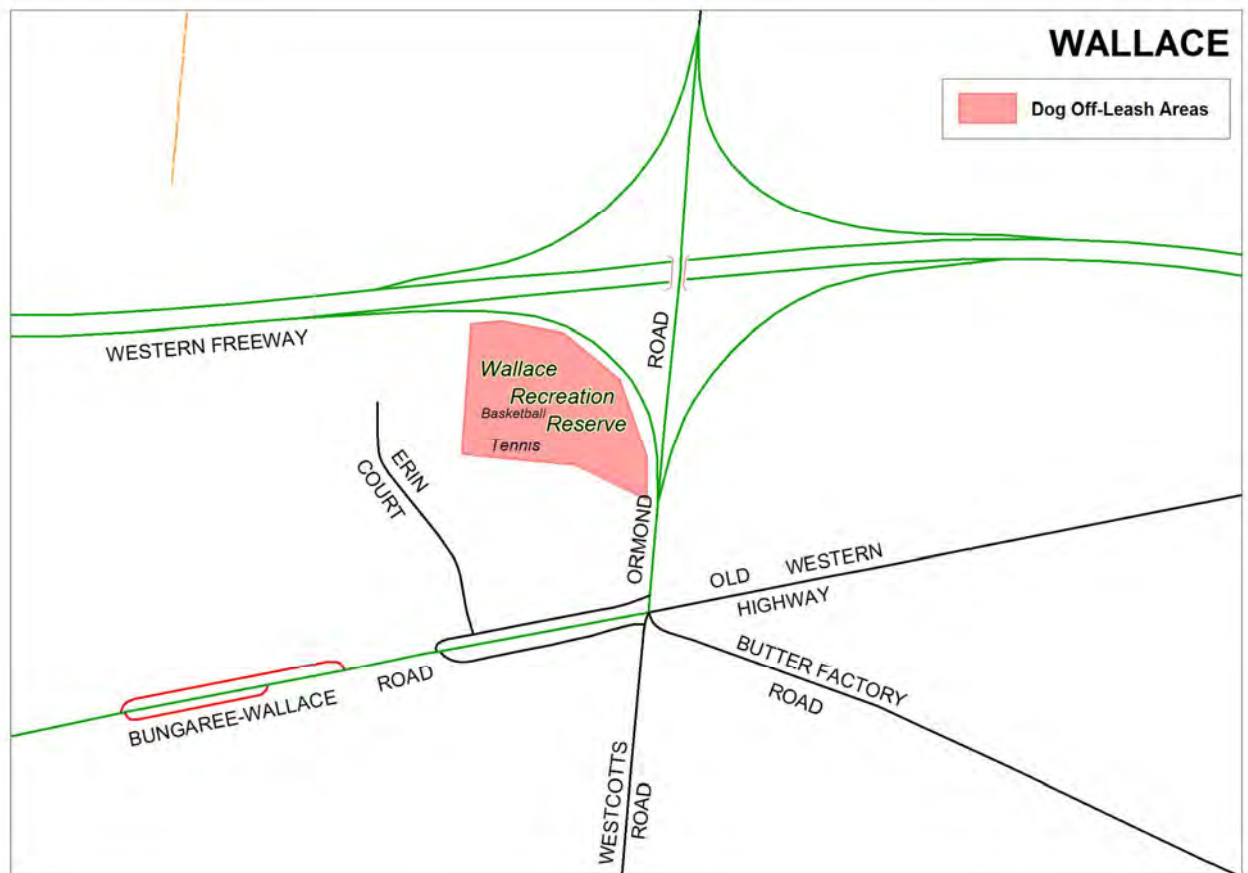 WALLACE
Dog Off-Leash Areas
WESTERN FREEWAY
ROAD
Wallace
Recreation
Basketball
Reserve
Tennis
ERIN
COURT
ORMOND
OLD WESTERN
HIGHWAY
BUTTER FACTORY
ROAD
ROAD
BUNGAREE-WALLACE
WESTCOTTS
ROAD